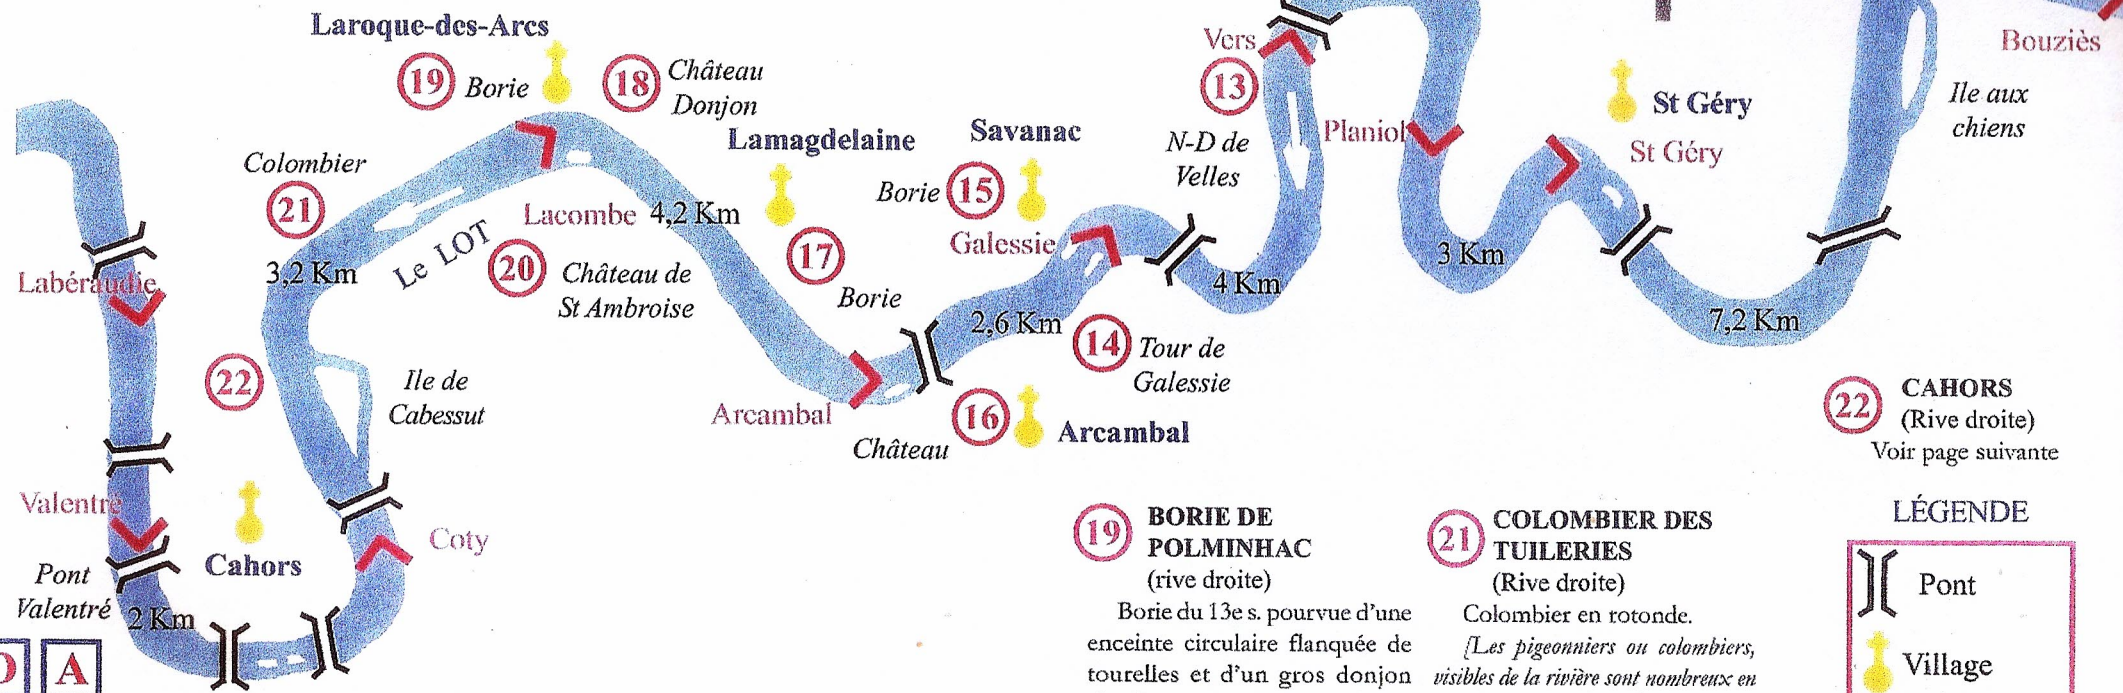 Laroque-des-Arcs
19
Borie
18
Château
Donjon
Colombier
21
Lamagdelaine
Savanac
Borie
15
Vers
13
N-D de
Velles
Planiol
St Géry
St Géry
Bouziès
Ile aux
chiens
Lacombe
4,2 Km
Le LOT
3,2 Km
20
Château de
St Ambroise
17
Borie
Galessie
4 Km
3 Km
7,2 Km
2,6 Km
14
Tour de
Galessie
Labéraudie
22
Ile de
Cabessut
Arcambal
16
Château
Arcambal
Valentré
Cahors
Coty
Pont
Valentré
2 Km
A
22
CAHORS
(Rive droite)
Voir page suivante
19
BORIE DE
POLMINHAC
(rive droite)
Borie du 13e s. pourvue d'une
enceinte circulaire flanquée de
tourelles et d'un gros donjon
21
COLOMBIER DES
TUILERIES
(Rive droite)
Colombier en rotonde.
[Les pigeonniers ou colombiers,
visibles de la rivière sont nombreux en
LÉGENDE
Pont
Village